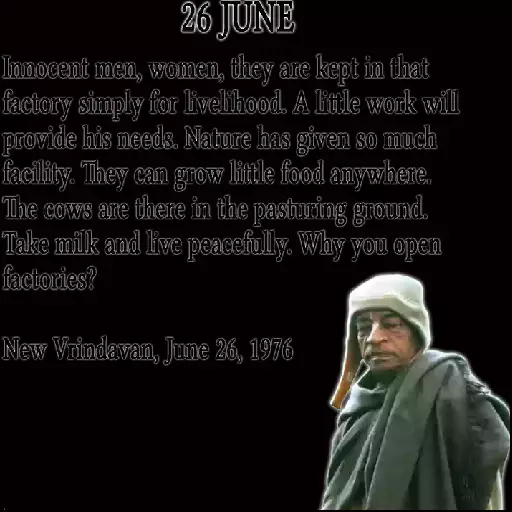 26 JUNE
Innocent men, women, they are kept in that
factory simply for livelihood. A little work will
provide his needs. Nature has given so much
facility. They can grow little food anywhere.
The cows are there in the pasturing ground.
Take milk and live peacefully. Why you open
factories?
New Vrindavan, June 26, 1976